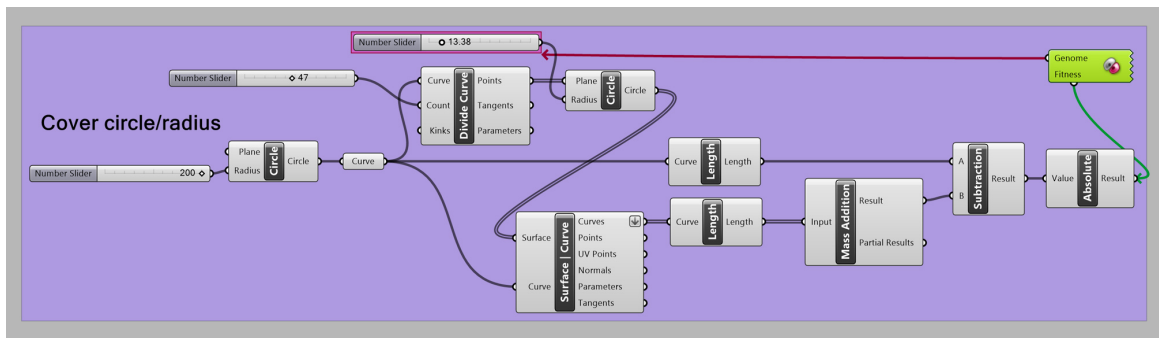 Number Slider 13.38
Genome
Fitness
Number Slider 47
Curve Points
Count Divide Curve Tangents
Kinks Parameters
Plane
Radius Circle Circle
Cover circle/radius
Plane
Radius Circle Circle
Curve
Number Slider 200
Curve Length Length
A
B Subtraction Result
Value Absolute Result
Surface
Curve Surface | Curve
Curves
Points
UV Points
Normals
Parameters
Tangents
Curve Length Length
Input Mass Addition Result
Partial Results